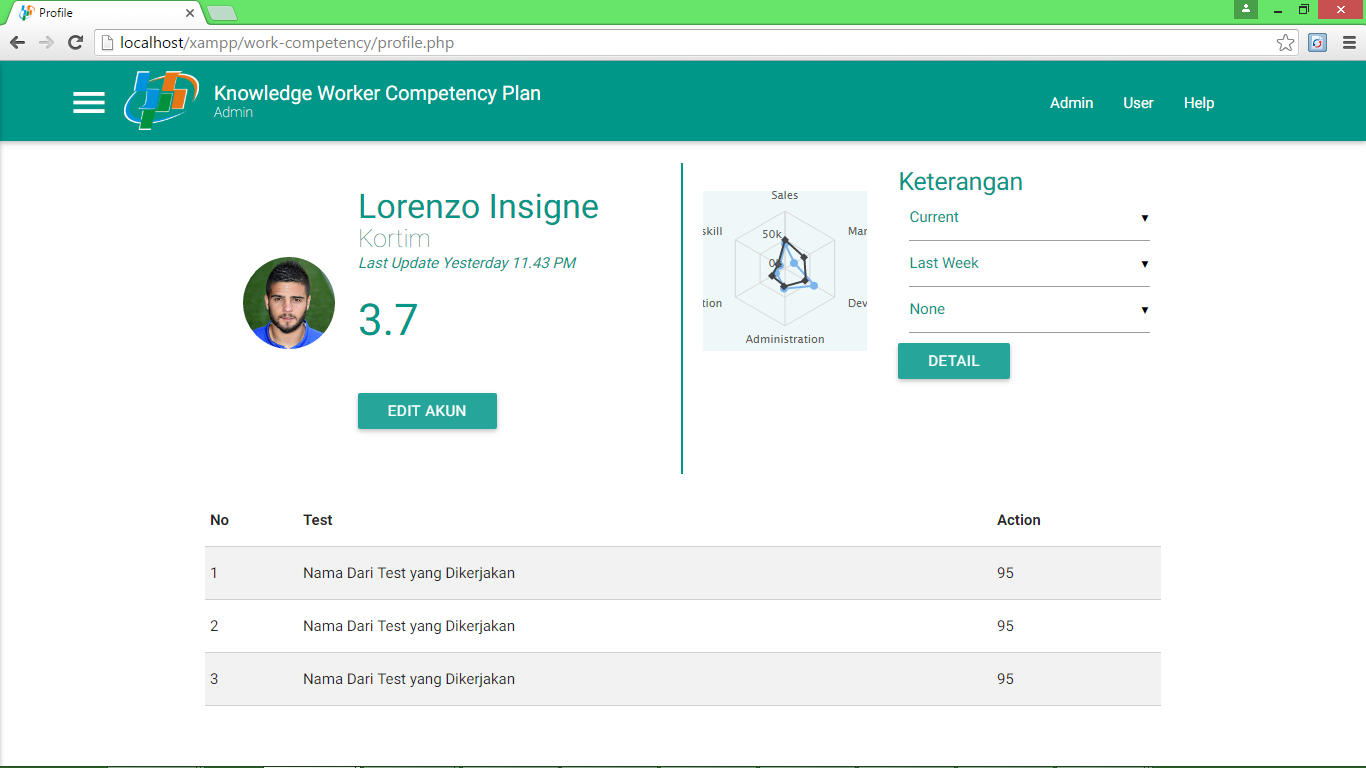 Profile
localhost/xampp/work-competency/profile.php
Knowledge Worker Competency Plan
Admin
Admin User Help
Lorenzo Insigne
Kortim
Last Update Yesterday 11.43 PM
3.7
EDIT AKUN
Sales
skill
50k
Mar
0
tion
Dev
Administration
Keterangan
Current
Last Week
None
DETAIL
No Test Action
1 Nama Dari Test yang Dikerjakan 95
2 Nama Dari Test yang Dikerjakan 95
3 Nama Dari Test yang Dikerjakan 95